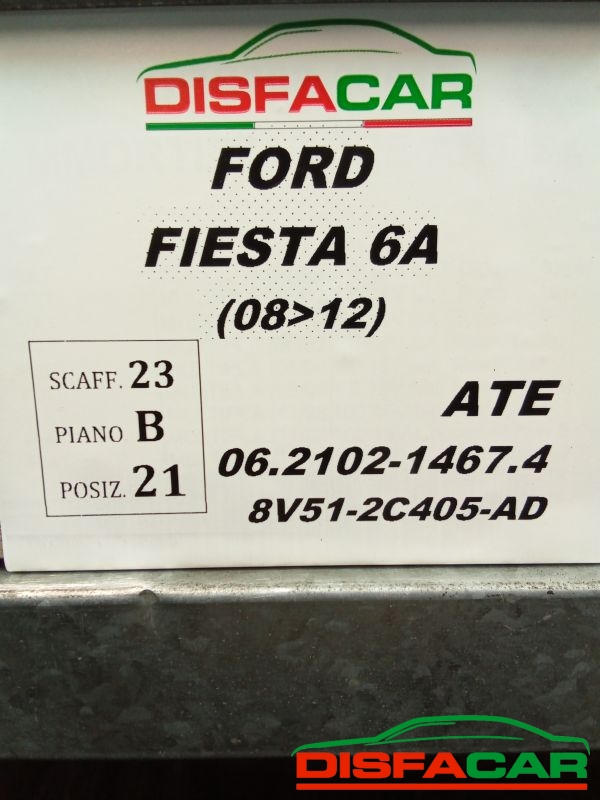 DISFACAR
FORD
FIESTA 6A
(08>12)
SCAFF. 23
PIANO B
POSIZ. 21
ATE
06.2102-1467.4
8V51-2C405-AD
DISFACAR